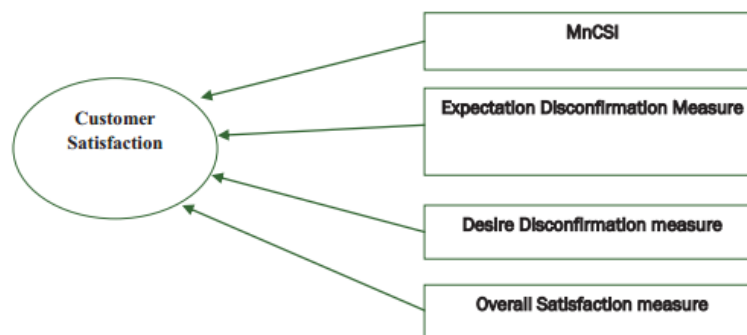 MnCSI
Expectation Disconfirmation Measure
Customer
Satisfaction
Desire Disconfirmation measure
Overall Satisfaction measure